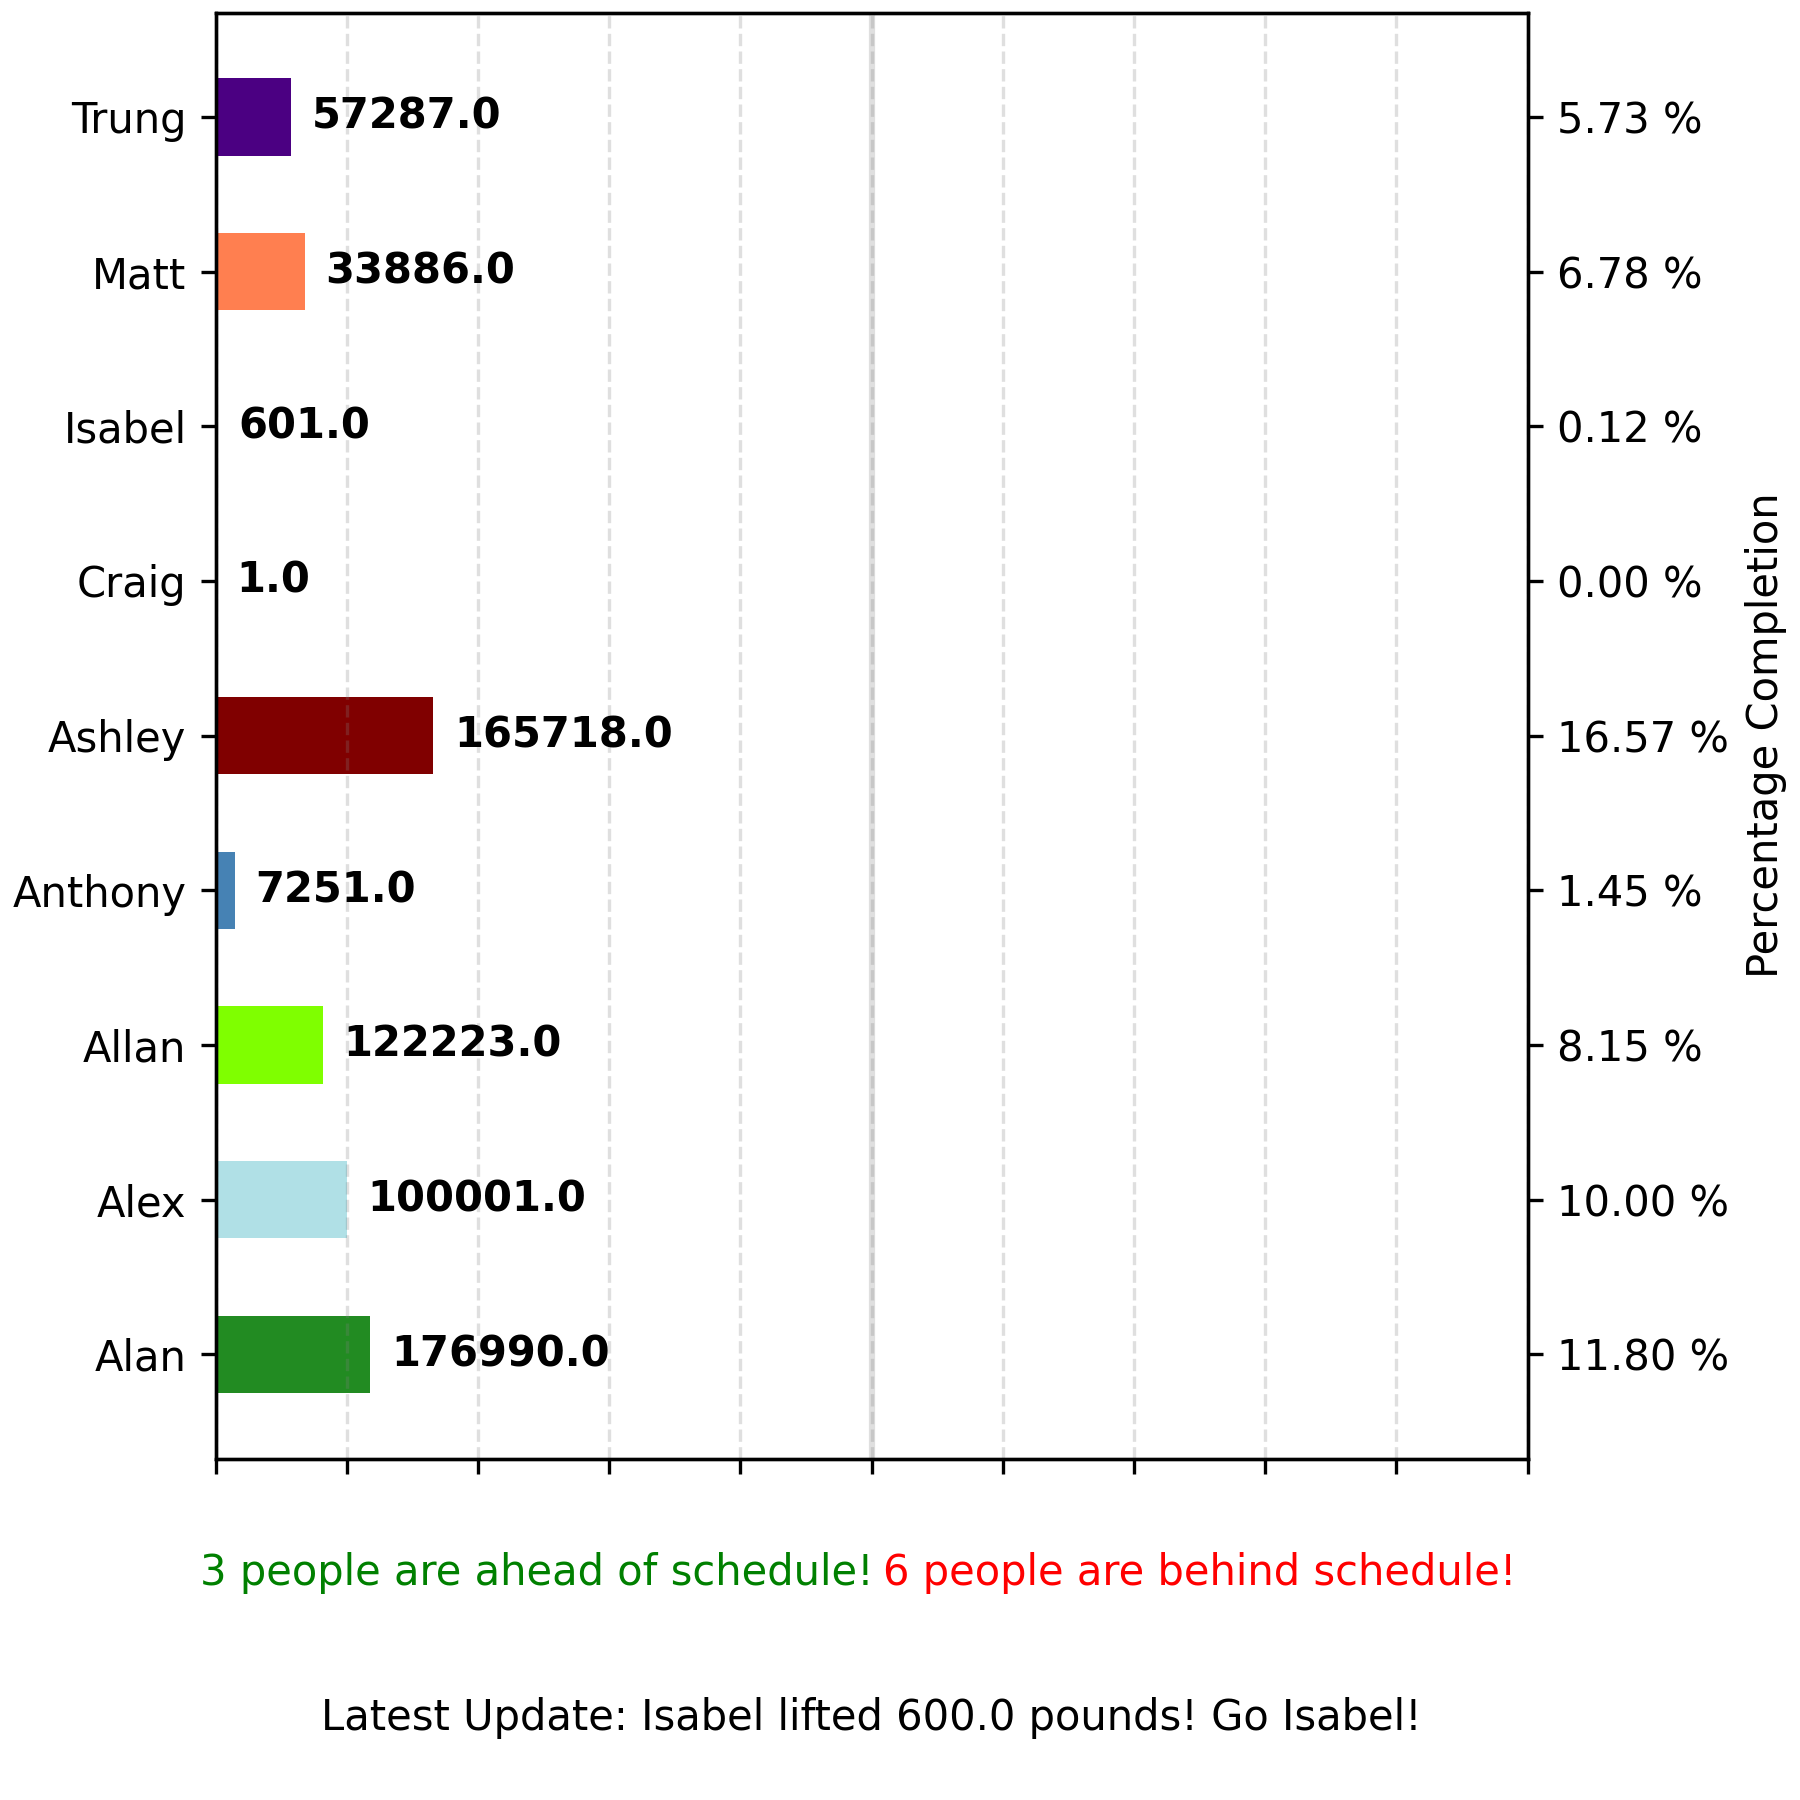 Trung 57287.0 5.73 %
Matt 33886.0 6.78 %
Isabel 601.0 0.12 %
Craig 1.0 0.00 %
Ashley 165718.0 16.57 %
Anthony 7251.0 1.45 %
Allan 122223.0 8.15 %
Alex 100001.0 10.00 %
Alan 176990.0 11.80 %
Percentage Completion
3 people are ahead of schedule! 6 people are behind schedule!
Latest Update: Isabel lifted 600.0 pounds! Go Isabel!